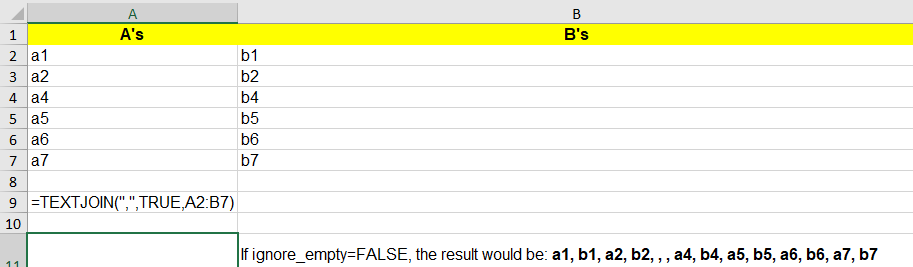 A B
1 A's B's
2 a1 b1
3 a2 b2
4 a4 b4
5 a5 b5
6 a6 b6
7 a7 b7
8
9 =TEXTJOIN(",",TRUE,A2:B7)
10
11 If ignore_empty=FALSE, the result would be: a1, b1, a2, b2, , , a4, b4, a5, b5, a6, b6, a7, b7